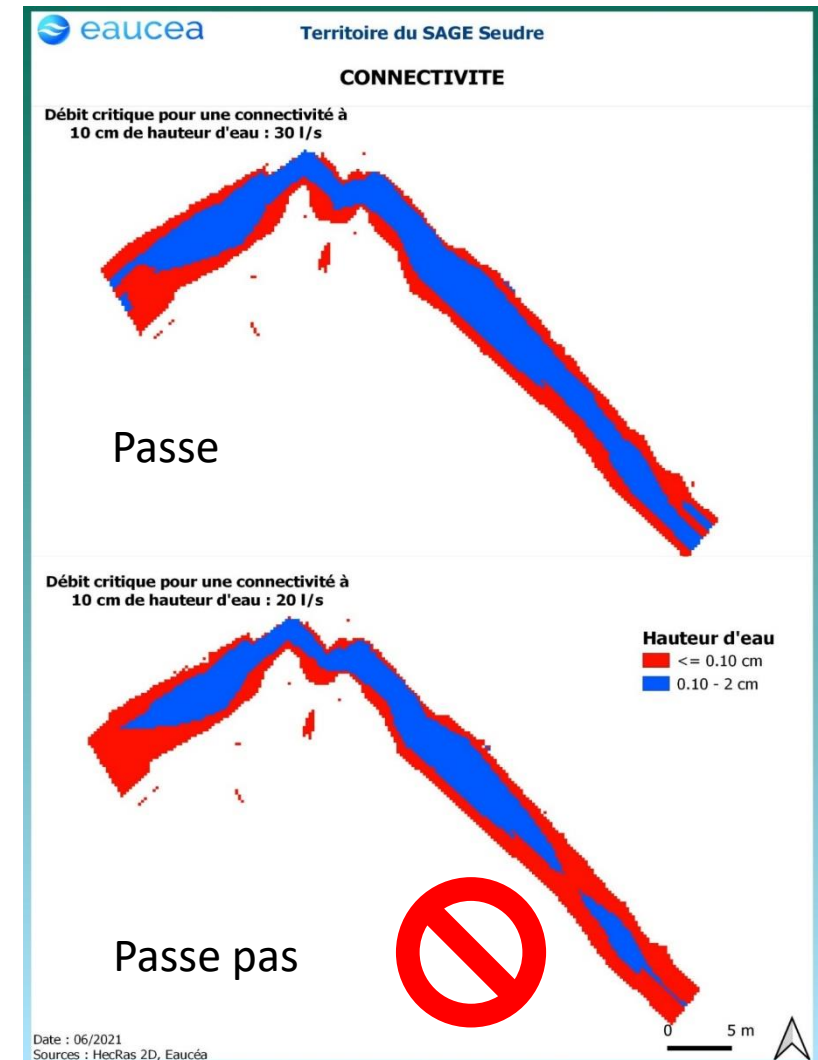 eaucea
Territoire du SAGE Seudre
CONNECTIVITE
Débit critique pour une connectivité à
10 cm de hauteur d'eau : 30 l/s
Passe
Débit critique pour une connectivité à
10 cm de hauteur d'eau : 20 l/s
Hauteur d'eau
<= 0.10 cm
0.10 - 2 cm
Passe pas
0 5 m
Date : 06/2021
Sources : HecRas 2D, Eaucéa